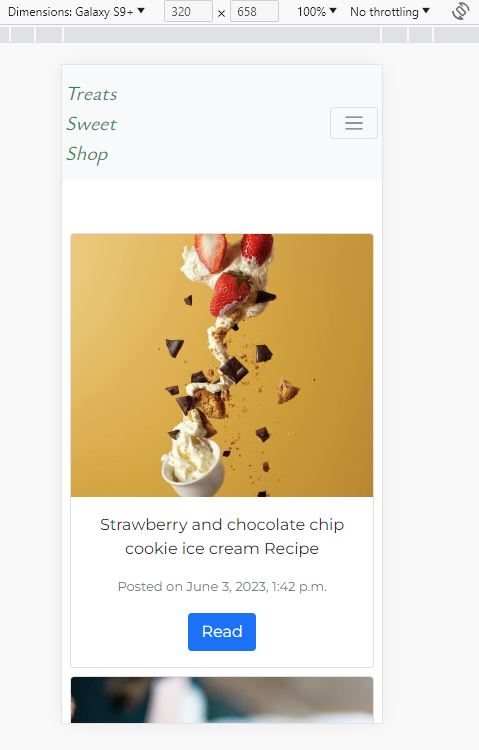 Dimensions: Galaxy S9+ 320 x 658 100% No throttling
Treats
Sweet
Shop
Strawberry and chocolate chip
cookie ice cream Recipe
Posted on June 3, 2023, 1:42 p.m.
Read